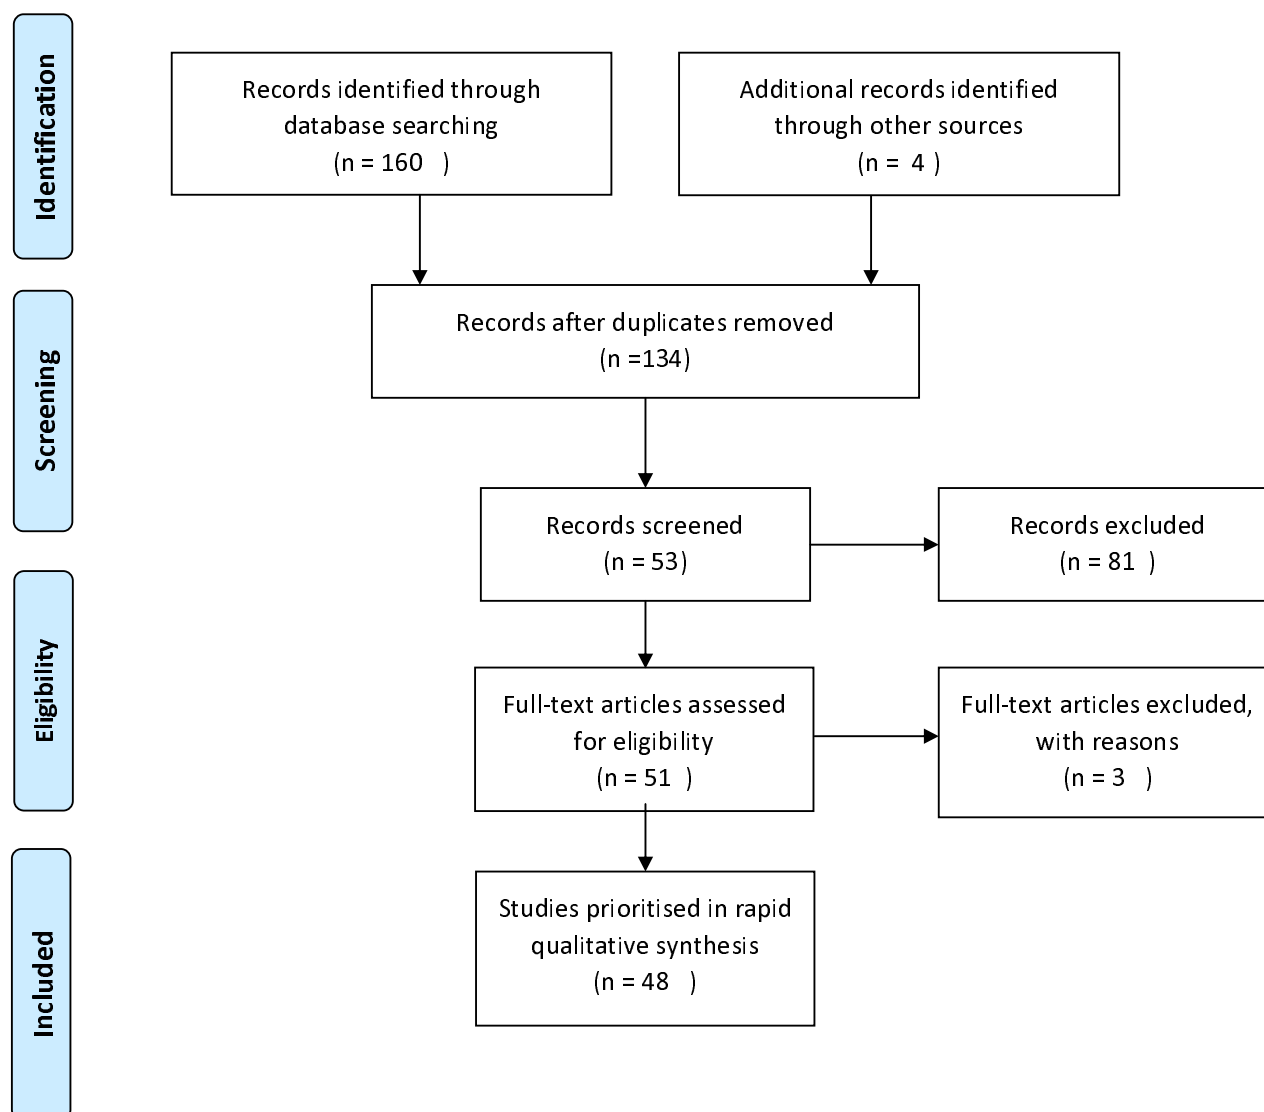 Identification
Records identified through
database searching
(n = 160   )
Additional records identified
through other sources
(n =  4  )
Screening
Records after duplicates removed
(n =134)
Records screened
(n = 53)
Records excluded
(n = 81  )
Eligibility
Full-text articles assessed
for eligibility
(n = 51  )
Full-text articles excluded,
with reasons
(n = 3   )
Included
Studies prioritised in rapid
qualitative synthesis
(n = 48   )